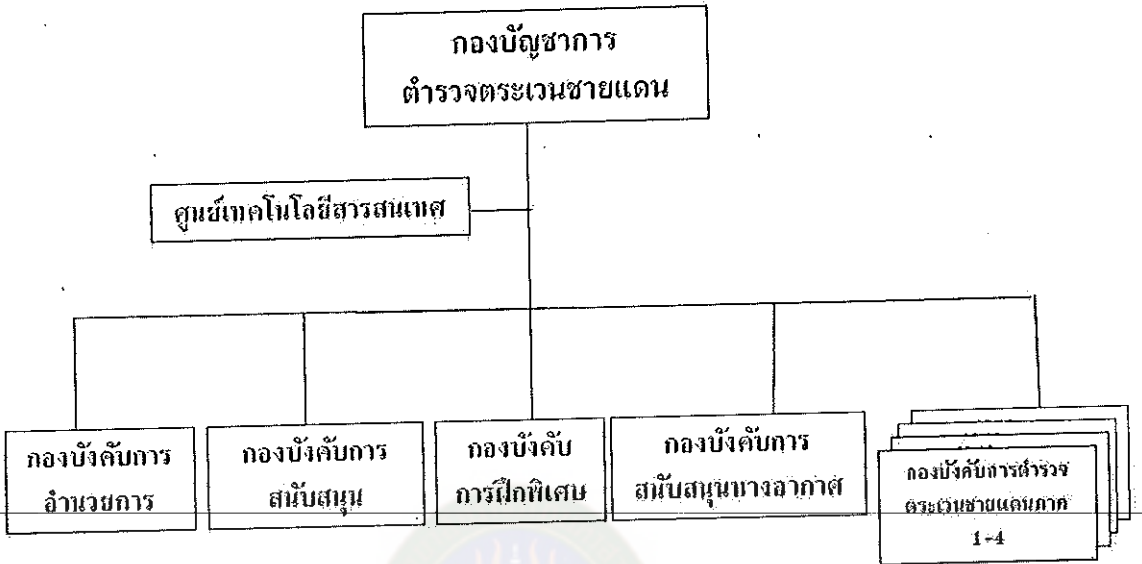 กองบัญชาการ
ตำรวจตระเวนชายแดน
ศูนย์เทคโนโลยีสารสนเทศ
กองบังคับการ
อำนวยการ
กองบังคับการ
สนับสนุน
กองบังคับ
การฝึกพิเศษ
กองบังคับการ
สนับสนุนทางอากาศ
กองบังคับการตำรวจ
ตระเวนชายแดนภาค
1-4